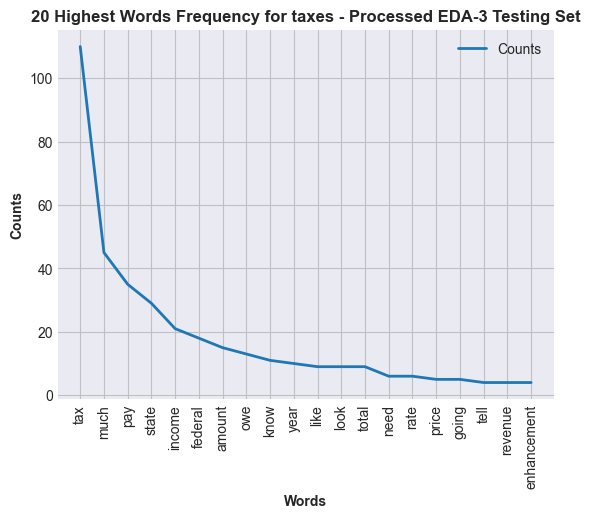 20 Highest Words Frequency for taxes - Processed EDA-3 Testing Set
Counts
100
80
60
40
20
0
Counts
tax
much
pay
state
income
federal
amount
owe
know
year
like
look
total
need
rate
price
going
tell
revenue
enhancement
Words